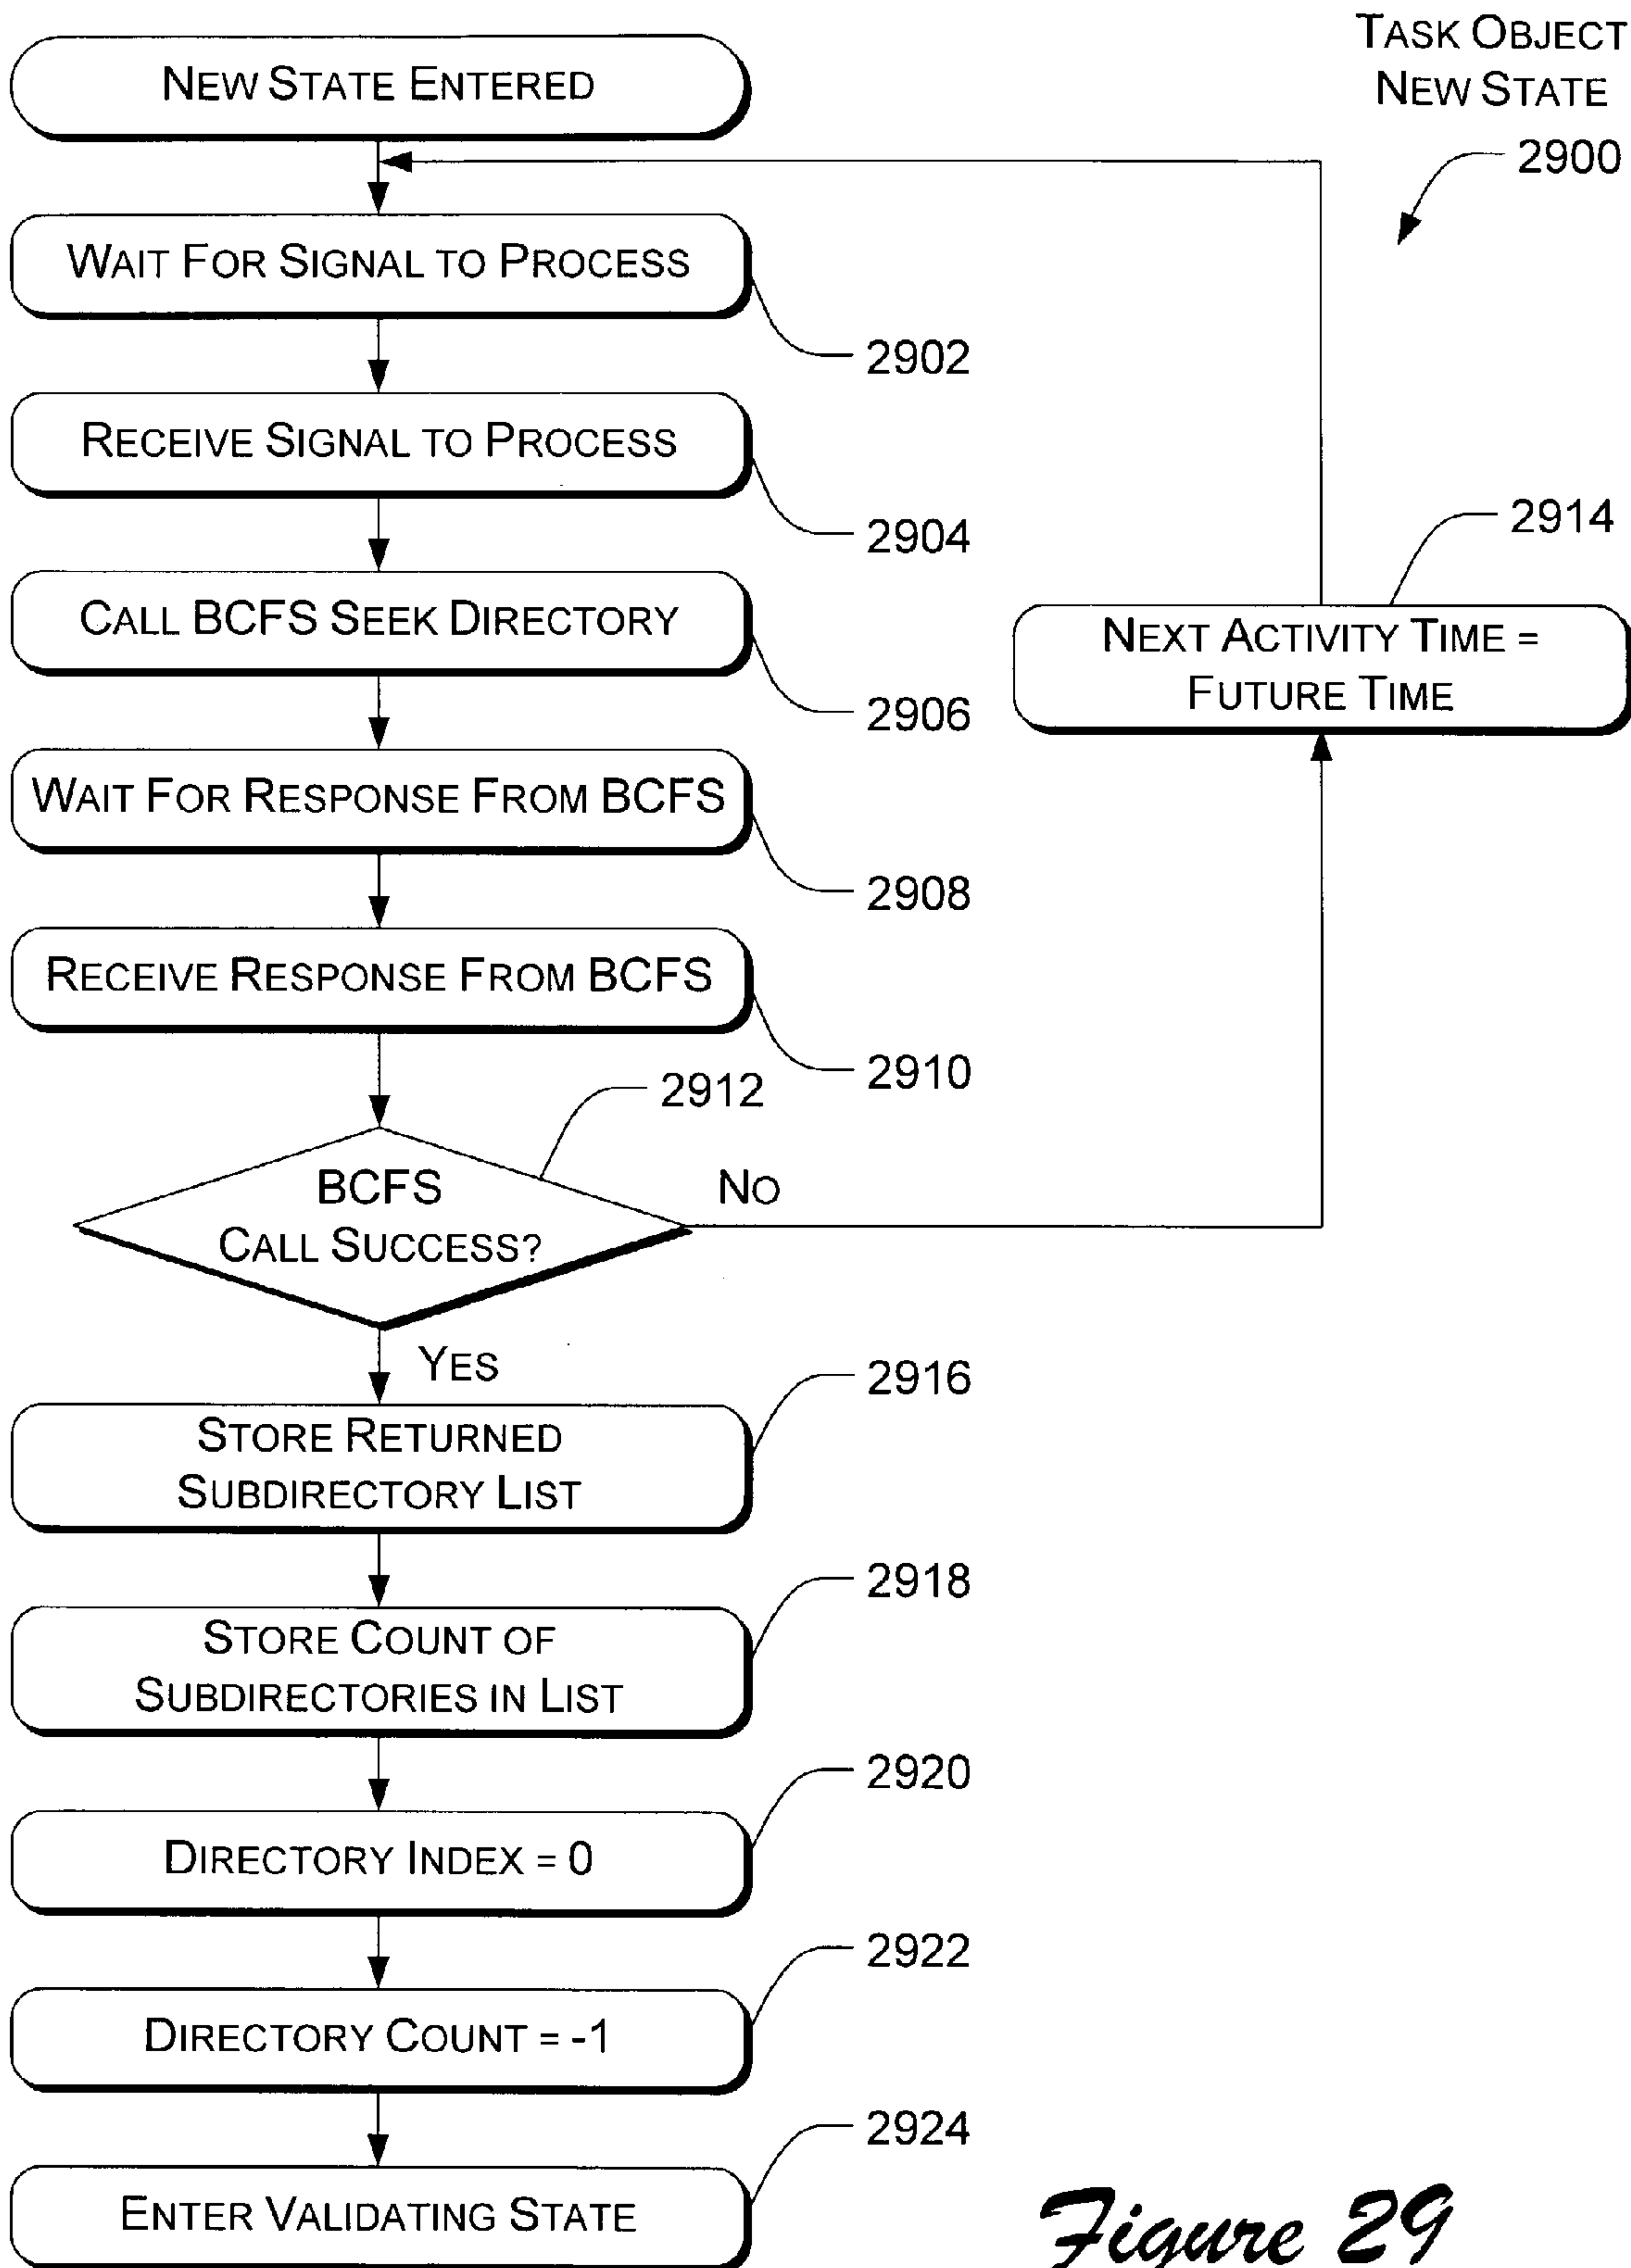 TASK OBJECT
NEW STATE
2900
NEW STATE ENTERED
WAIT FOR SIGNAL TO PROCESS
2902
RECEIVE SIGNAL TO PROCESS
2904
CALL BCFS SEEK DIRECTORY
2906
2914
NEXT ACTIVITY TIME =
FUTURE TIME
WAIT FOR RESPONSE FROM BCFS
2908
RECEIVE RESPONSE FROM BCFS
2910
2912
BCFS
CALL SUCCESS?
NO
YES
2916
STORE RETURNED
SUBDIRECTORY LIST
2918
STORE COUNT OF
SUBDIRECTORIES IN LIST
2920
DIRECTORY INDEX = 0
2922
DIRECTORY COUNT = -1
2924
ENTER VALIDATING STATE
Figure 29